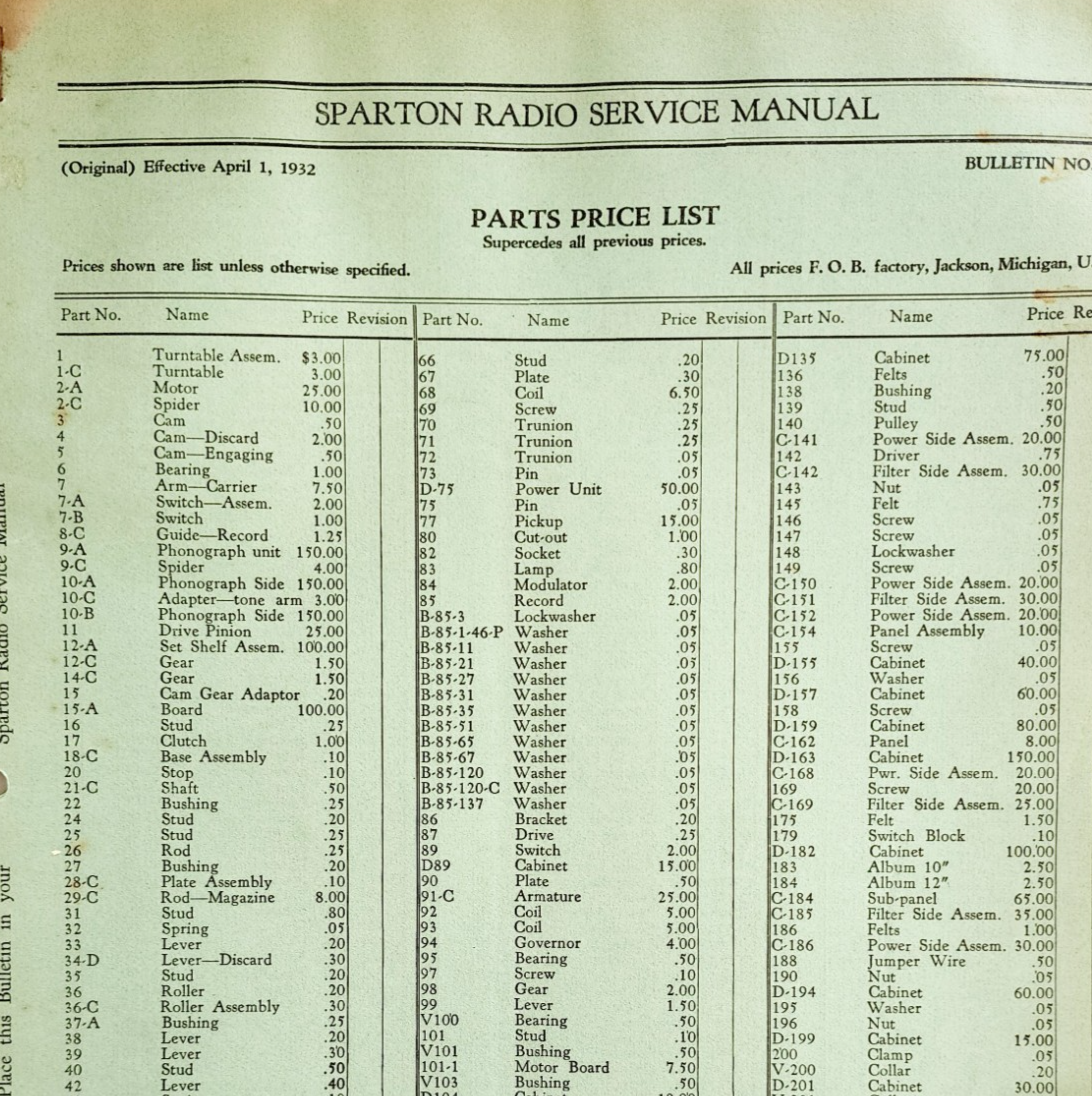 SPARTON RADIO SERVICE MANUAL
(Original) Effective April 1, 1932
BULLETIN NO.
PARTS PRICE LIST
Supercedes all previous prices.
Prices shown are list unless otherwise specified.
All prices F. O. B. factory, Jackson, Michigan, U
Part No. Name Price Revision
1 Turntable Assem. $3.00
1-C Turntable 3.00
2-A Motor 25.00
2-C Spider 10.00
3 Cam .50
4 Cam—Discard 2.00
5 Cam—Engaging .50
6 Bearing 1.00
7 Arm—Carrier 7.50
7-A Switch—Assem. 2.00
7-B Switch 1.00
8-C Guide—Record 1.25
9-A Phonograph unit 150.00
9-C Spider 4.00
10-A Phonograph Side 150.00
10-C Adapter—tone arm 3.00
10-B Phonograph Side 150.00
11 Drive Pinion 25.00
12-A Set Shelf Assem. 100.00
12-C Gear 1.50
14-C Gear 1.50
15 Cam Gear Adaptor .20
15-A Board 100.00
16 Stud .25
17 Clutch 1.00
18-C Base Assembly .10
20 Stop .10
21-C Shaft .50
22 Bushing .25
24 Stud .20
25 Stud .25
26 Rod .25
27 Bushing .20
28-C Plate Assembly .10
29-C Rod—Magazine 8.00
31 Stud .80
32 Spring .05
33 Lever .20
34-D Lever—Discard .30
35 Stud .20
36 Roller .20
36-C Roller Assembly .30
37-A Bushing .25
38 Lever .20
39 Lever .30
40 Stud .50
42 Lever .40
Part No. Name Price Revision
66 Stud .20
67 Plate .30
68 Coil 6.50
69 Screw .25
70 Trunion .25
71 Trunion .25
72 Trunion .05
73 Pin .05
D-75 Power Unit 50.00
75 Pin .05
77 Pickup 15.00
80 Cut-out 1.00
82 Socket .30
83 Lamp .80
84 Modulator 2.00
85 Record 2.00
B-85-3 Lockwasher .05
B-85-1-46-P Washer .05
B-85-11 Washer .05
B-85-21 Washer .05
B-85-27 Washer .05
B-85-31 Washer .05
B-85-35 Washer .05
B-85-51 Washer .05
B-85-65 Washer .05
B-85-67 Washer .05
B-85-120 Washer .05
B-85-120-C Washer .05
B-85-137 Washer .05
86 Bracket .20
87 Drive .25
89 Switch 2.00
D89 Cabinet 15.00
90 Plate .50
91-C Armature 25.00
92 Coil 5.00
93 Coil 5.00
94 Governor 4.00
95 Bearing .50
97 Screw .10
98 Gear 2.00
99 Lever 1.50
V100 Bearing .50
101 Stud .10
V101 Bushing .50
101-1 Motor Board 7.50
V103 Bushing .50
Part No. Name Price Re
D135 Cabinet 75.00
136 Felts .50
138 Bushing .20
139 Stud .50
140 Pulley .50
C-141 Power Side Assem. 20.00
142 Driver .75
C-142 Filter Side Assem. 30.00
143 Nut .05
145 Felt .75
146 Screw .05
147 Screw .05
148 Lockwasher .05
149 Screw .05
C-150 Power Side Assem. 20.00
C-151 Filter Side Assem. 30.00
C-152 Power Side Assem. 20.00
C-154 Panel Assembly 10.00
155 Screw .05
D-155 Cabinet 40.00
156 Washer .05
D-157 Cabinet 60.00
158 Screw .05
D-159 Cabinet 80.00
C-162 Panel 8.00
D-163 Cabinet 150.00
C-168 Pwr. Side Assem. 20.00
169 Screw 20.00
C-169 Filter Side Assem. 25.00
175 Felt 1.50
179 Switch Block .10
D-182 Cabinet 100.00
183 Album 10″ 2.50
184 Album 12″ 2.50
C-184 Sub-panel 65.00
C-185 Filter Side Assem. 35.00
186 Felts 1.00
C-186 Power Side Assem. 30.00
188 Jumper Wire .50
190 Nut .05
D-194 Cabinet 60.00
195 Washer .05
196 Nut .05
D-199 Cabinet 15.00
200 Clamp .05
V-200 Collar .20
D-201 Cabinet 30.00
Place this Bulletin in your Sparton Radio Service Manual